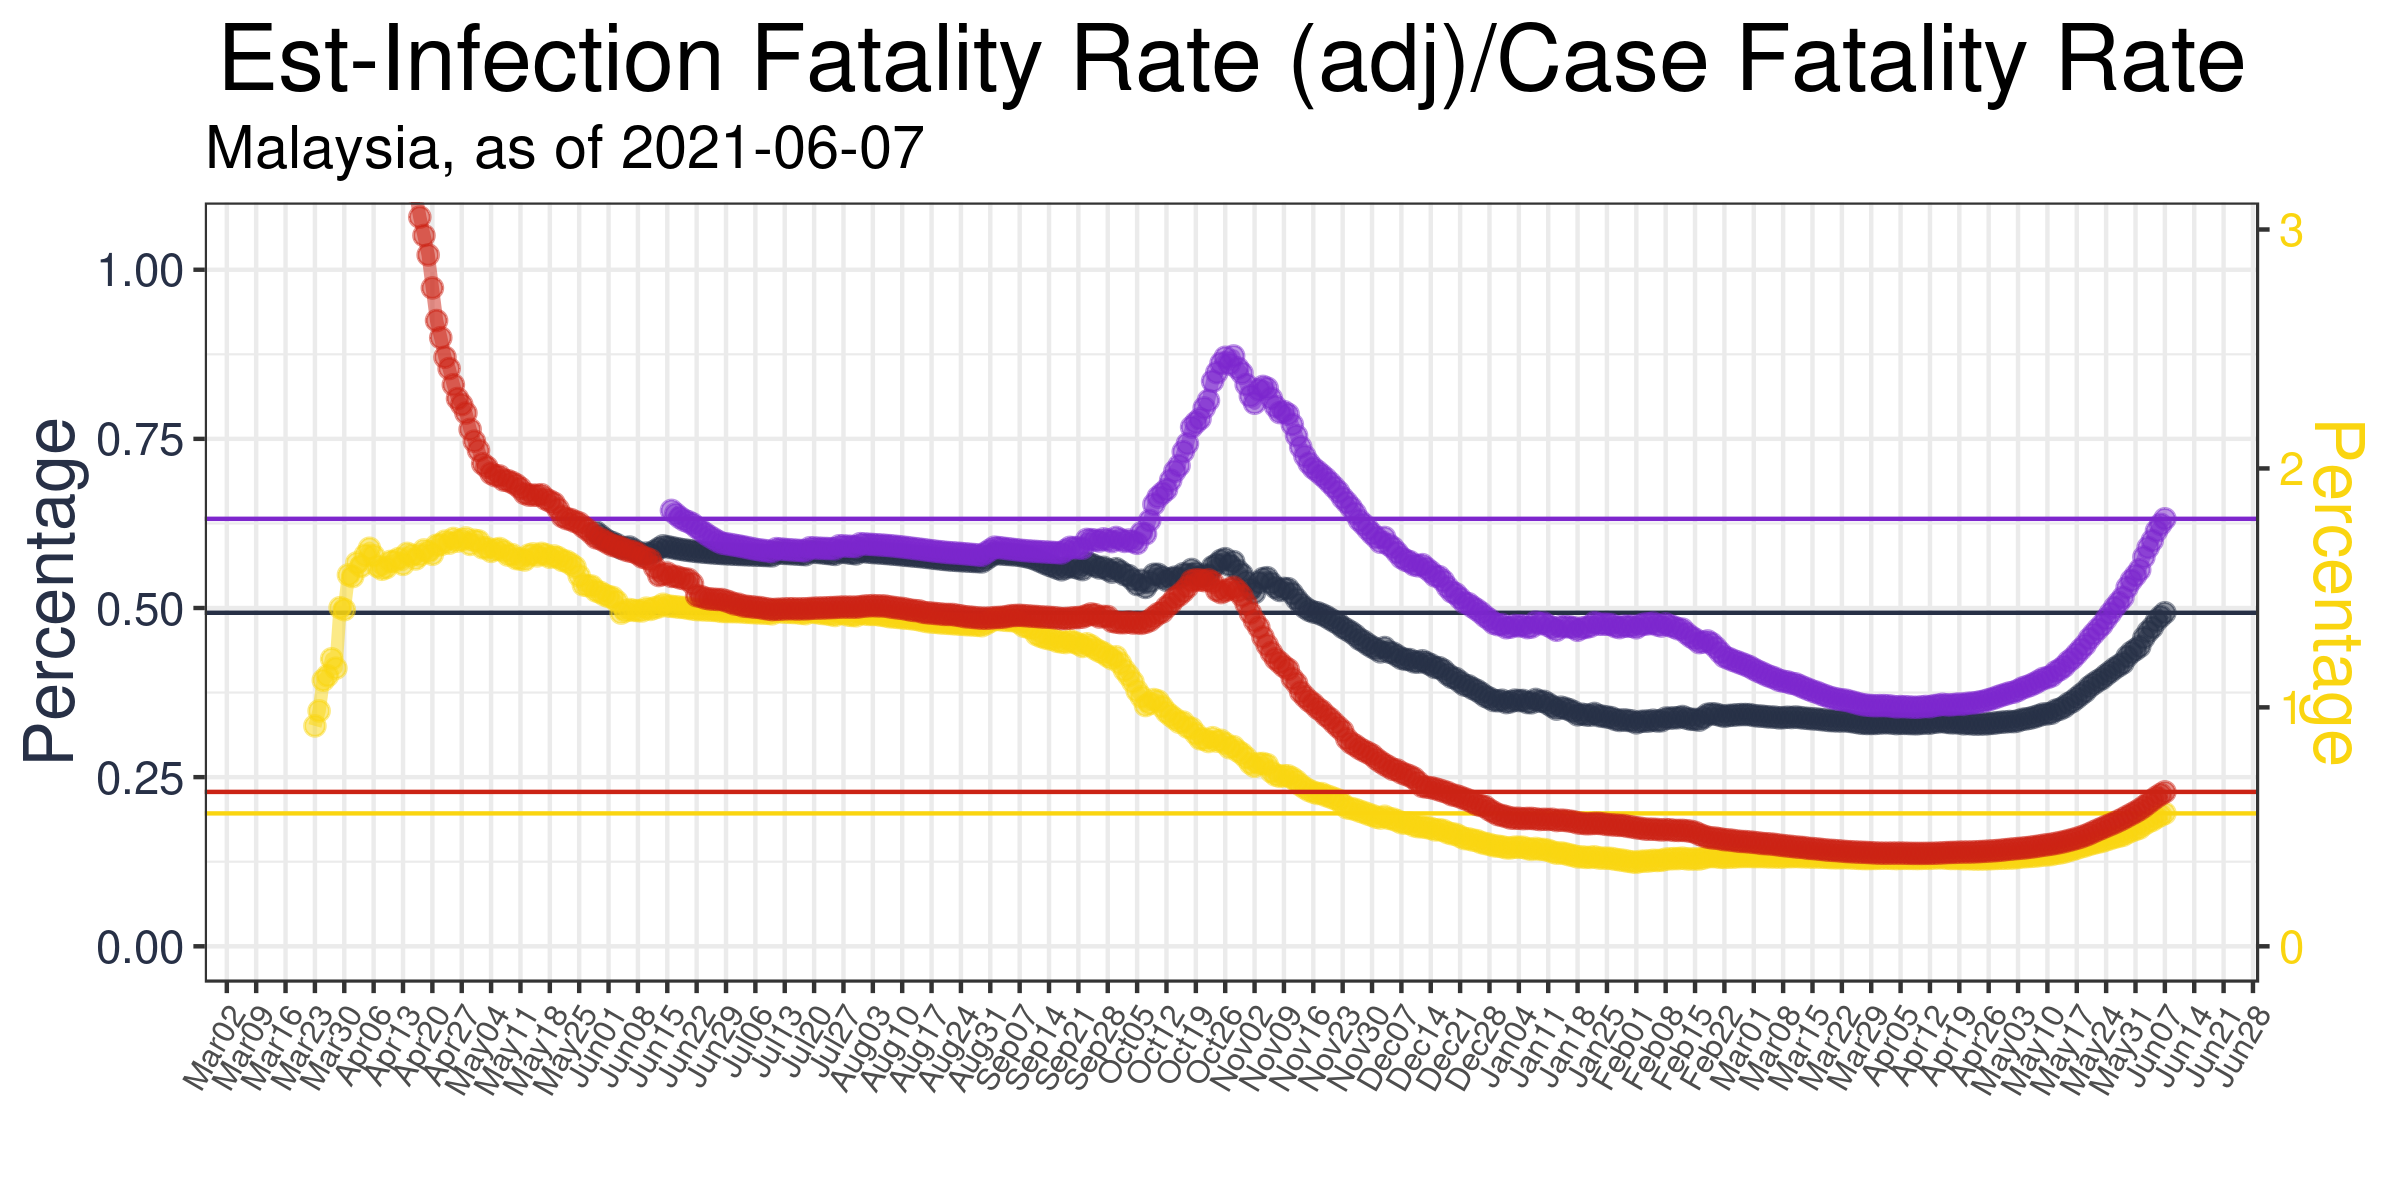 Est-Infection Fatality Rate (adj)/Case Fatality Rate
Malaysia, as of 2021-06-07
Percentage
1.00
0.75
0.50
0.25
0.00
3
2
1
0
Percentage
Mar02
Mar09
Mar16
Mar23
Mar30
Apr06
Apr13
Apr20
Apr27
May04
May11
May18
May25
Jun01
Jun08
Jun15
Jun22
Jun29
Jul06
Jul13
Jul20
Jul27
Aug03
Aug10
Aug17
Aug24
Aug31
Sep07
Sep14
Sep21
Sep28
Oct05
Oct12
Oct19
Oct26
Nov02
Nov09
Nov16
Nov23
Nov30
Dec07
Dec14
Dec21
Dec28
Jan04
Jan11
Jan18
Jan25
Feb01
Feb08
Feb15
Feb22
Mar01
Mar08
Mar15
Mar22
Mar29
Apr05
Apr12
Apr19
Apr26
May03
May10
May17
May24
May31
Jun07
Jun14
Jun21
Jun28